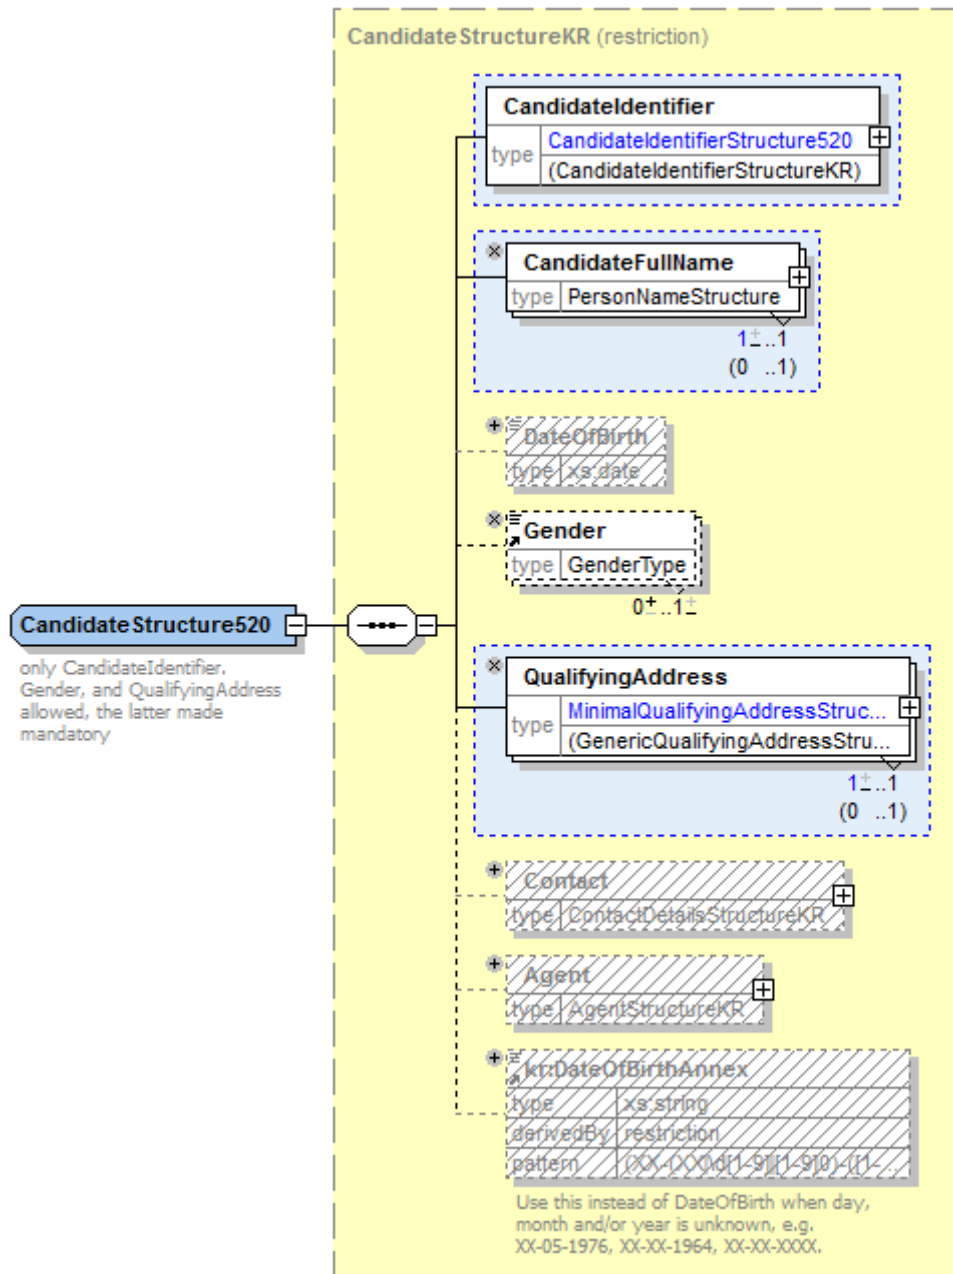 CandidateStructureKR (restriction)
CandidateIdentifier
type CandidateIdentifierStructure520
(CandidateIdentifierStructureKR)
CandidateFullName
type PersonNameStructure
1±..1
(0 ..1)
DateOfBirth
type xs:date
Gender
type GenderType
0±..1±
CandidateStructure520
only CandidateIdentifier,
Gender, and QualifyingAddress
allowed, the latter made
mandatory
QualifyingAddress
type MinimalQualifyingAddressStruc...
(GenericQualifyingAddressStru...
1±..1
(0 ..1)
Contact
type ContactDetailsStructureKR
Agent
type AgentStructureKR
kr:DateOfBirthAnnex
type xs:string
derivedBy restriction
pattern
Use this instead of DateOfBirth when day,
month and/or year is unknown, e.g.
XX-05-1976, XX-XX-1964, XX-XX-XXXX.